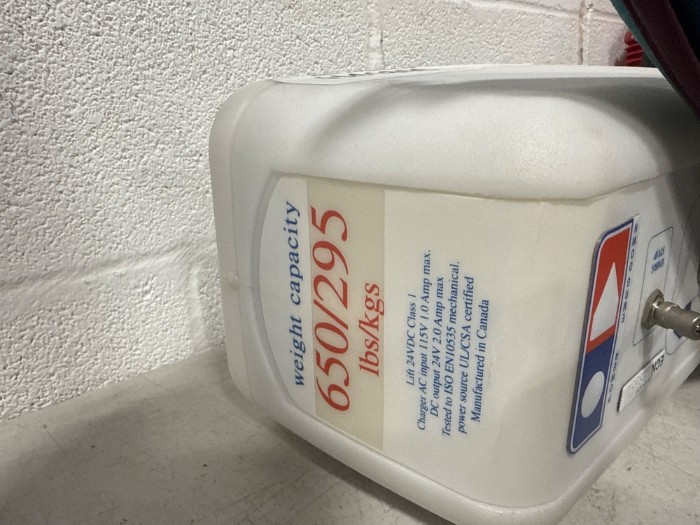 weight capacity
650/295
lbs/kgs
Lift 24VDC Class 1
Charger AC input 115V 1.0 Amp max.
DC output 24V 2.0 Amp max
Tested to ISO EN10535 mechanical.
power source UL/CSA certified
Manufactured in Canada